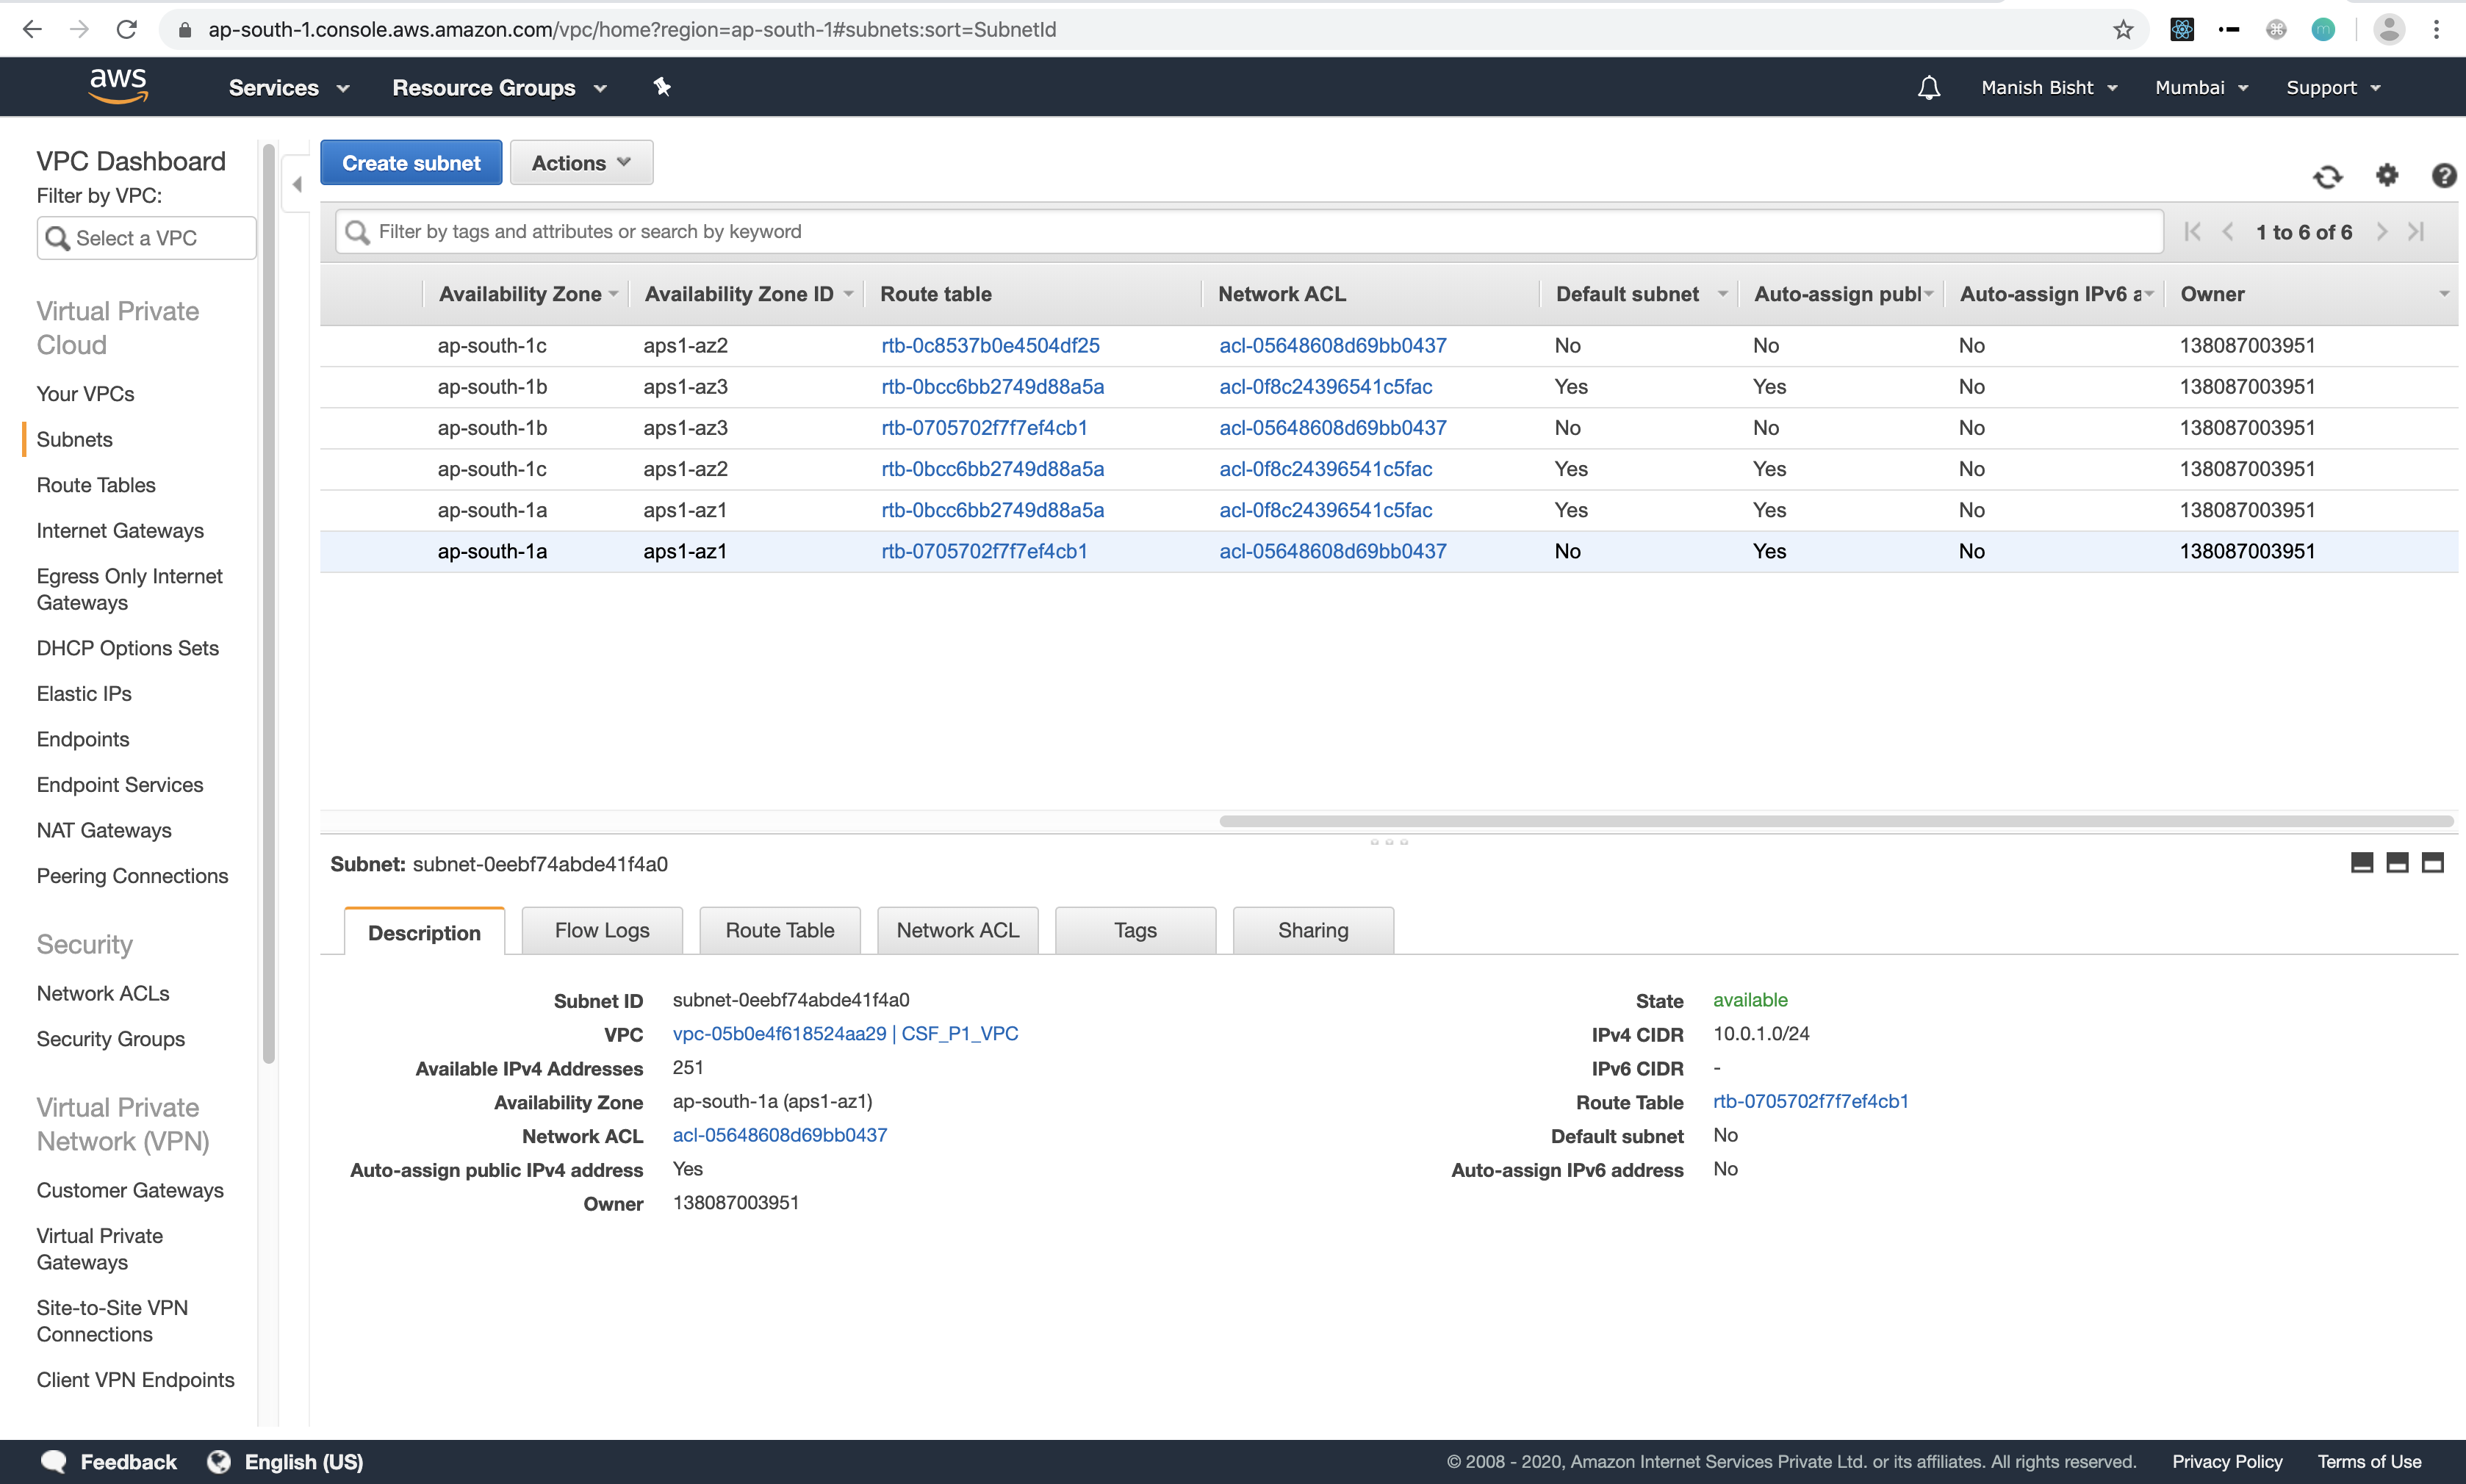 ap-south-1.console.aws.amazon.com/vpc/home?region=ap-south-1#subnets:sort=SubnetId
aws
Services
Resource Groups
Manish Bisht
Mumbai
Support
VPC Dashboard
Filter by VPC:
Select a VPC
Virtual Private
Cloud
Your VPCs
Subnets
Route Tables
Internet Gateways
Egress Only Internet
Gateways
DHCP Options Sets
Elastic IPs
Endpoints
Endpoint Services
NAT Gateways
Peering Connections
Security
Network ACLs
Security Groups
Virtual Private
Network (VPN)
Customer Gateways
Virtual Private
Gateways
Site-to-Site VPN
Connections
Client VPN Endpoints
Create subnet
Actions
Filter by tags and attributes or search by keyword
1 to 6 of 6
Availability Zone Availability Zone ID Route table Network ACL Default subnet Auto-assign publ Auto-assign IPv6 a Owner
ap-south-1c aps1-az2 rtb-0c8537b0e4504df25 acl-05648608d69bb0437 No No No 138087003951
ap-south-1b aps1-az3 rtb-0bcc6bb2749d88a5a acl-0f8c24396541c5fac Yes Yes No 138087003951
ap-south-1b aps1-az3 rtb-0705702f7f7ef4cb1 acl-05648608d69bb0437 No No No 138087003951
ap-south-1c aps1-az2 rtb-0bcc6bb2749d88a5a acl-0f8c24396541c5fac Yes Yes No 138087003951
ap-south-1a aps1-az1 rtb-0bcc6bb2749d88a5a acl-0f8c24396541c5fac Yes Yes No 138087003951
ap-south-1a aps1-az1 rtb-0705702f7f7ef4cb1 acl-05648608d69bb0437 No Yes No 138087003951
Subnet: subnet-0eebf74abde41f4a0
Description
Flow Logs
Route Table
Network ACL
Tags
Sharing
Subnet ID subnet-0eebf74abde41f4a0
VPC vpc-05b0e4f618524aa29 | CSF_P1_VPC
Available IPv4 Addresses 251
Availability Zone ap-south-1a (aps1-az1)
Network ACL acl-05648608d69bb0437
Auto-assign public IPv4 address Yes
Owner 138087003951
State available
IPv4 CIDR 10.0.1.0/24
IPv6 CIDR -
Route Table rtb-0705702f7f7ef4cb1
Default subnet No
Auto-assign IPv6 address No
Feedback
English (US)
© 2008 - 2020, Amazon Internet Services Private Ltd. or its affiliates. All rights reserved.
Privacy Policy
Terms of Use